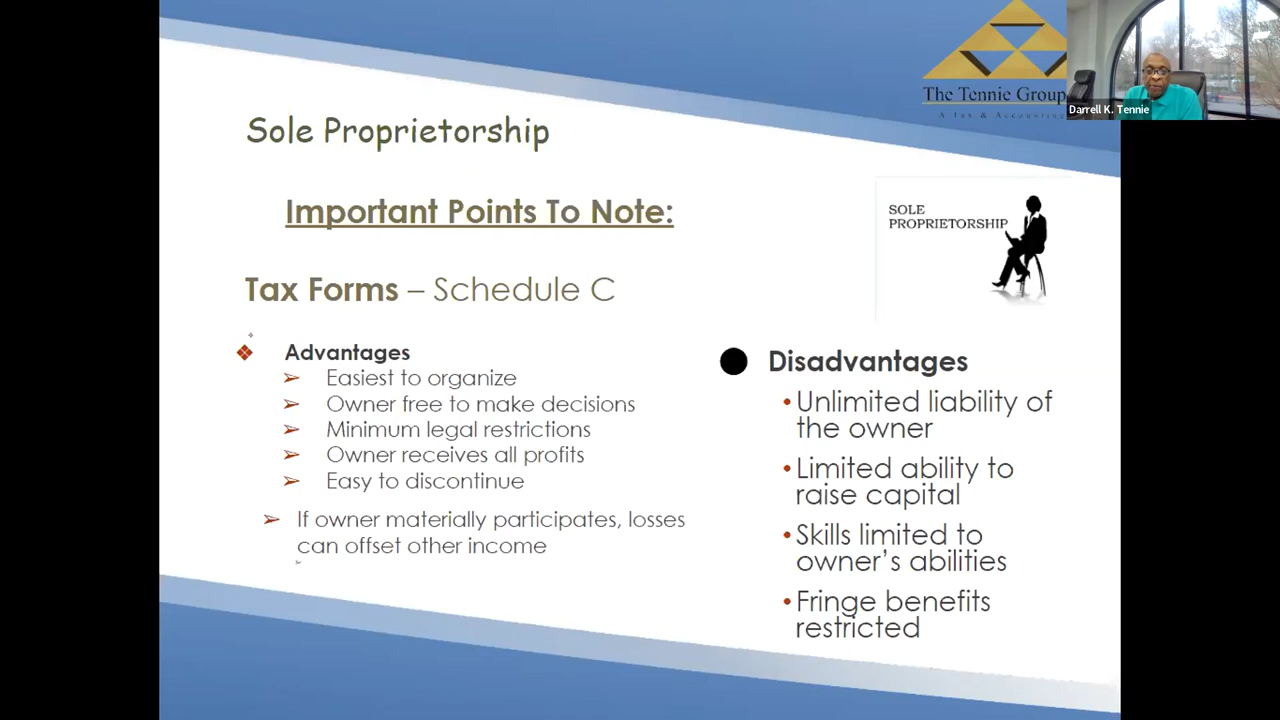 The Tennie Group
A Tax & Accounting
Darrell K. Tennie
Sole Proprietorship
Important Points To Note:
SOLE
PROPRIETORSHIP
Tax Forms – Schedule C
Advantages
Easiest to organize
Owner free to make decisions
Minimum legal restrictions
Owner receives all profits
Easy to discontinue
If owner materially participates, losses
can offset other income
Disadvantages
Unlimited liability of
the owner
Limited ability to
raise capital
Skills limited to
owner's abilities
Fringe benefits
restricted